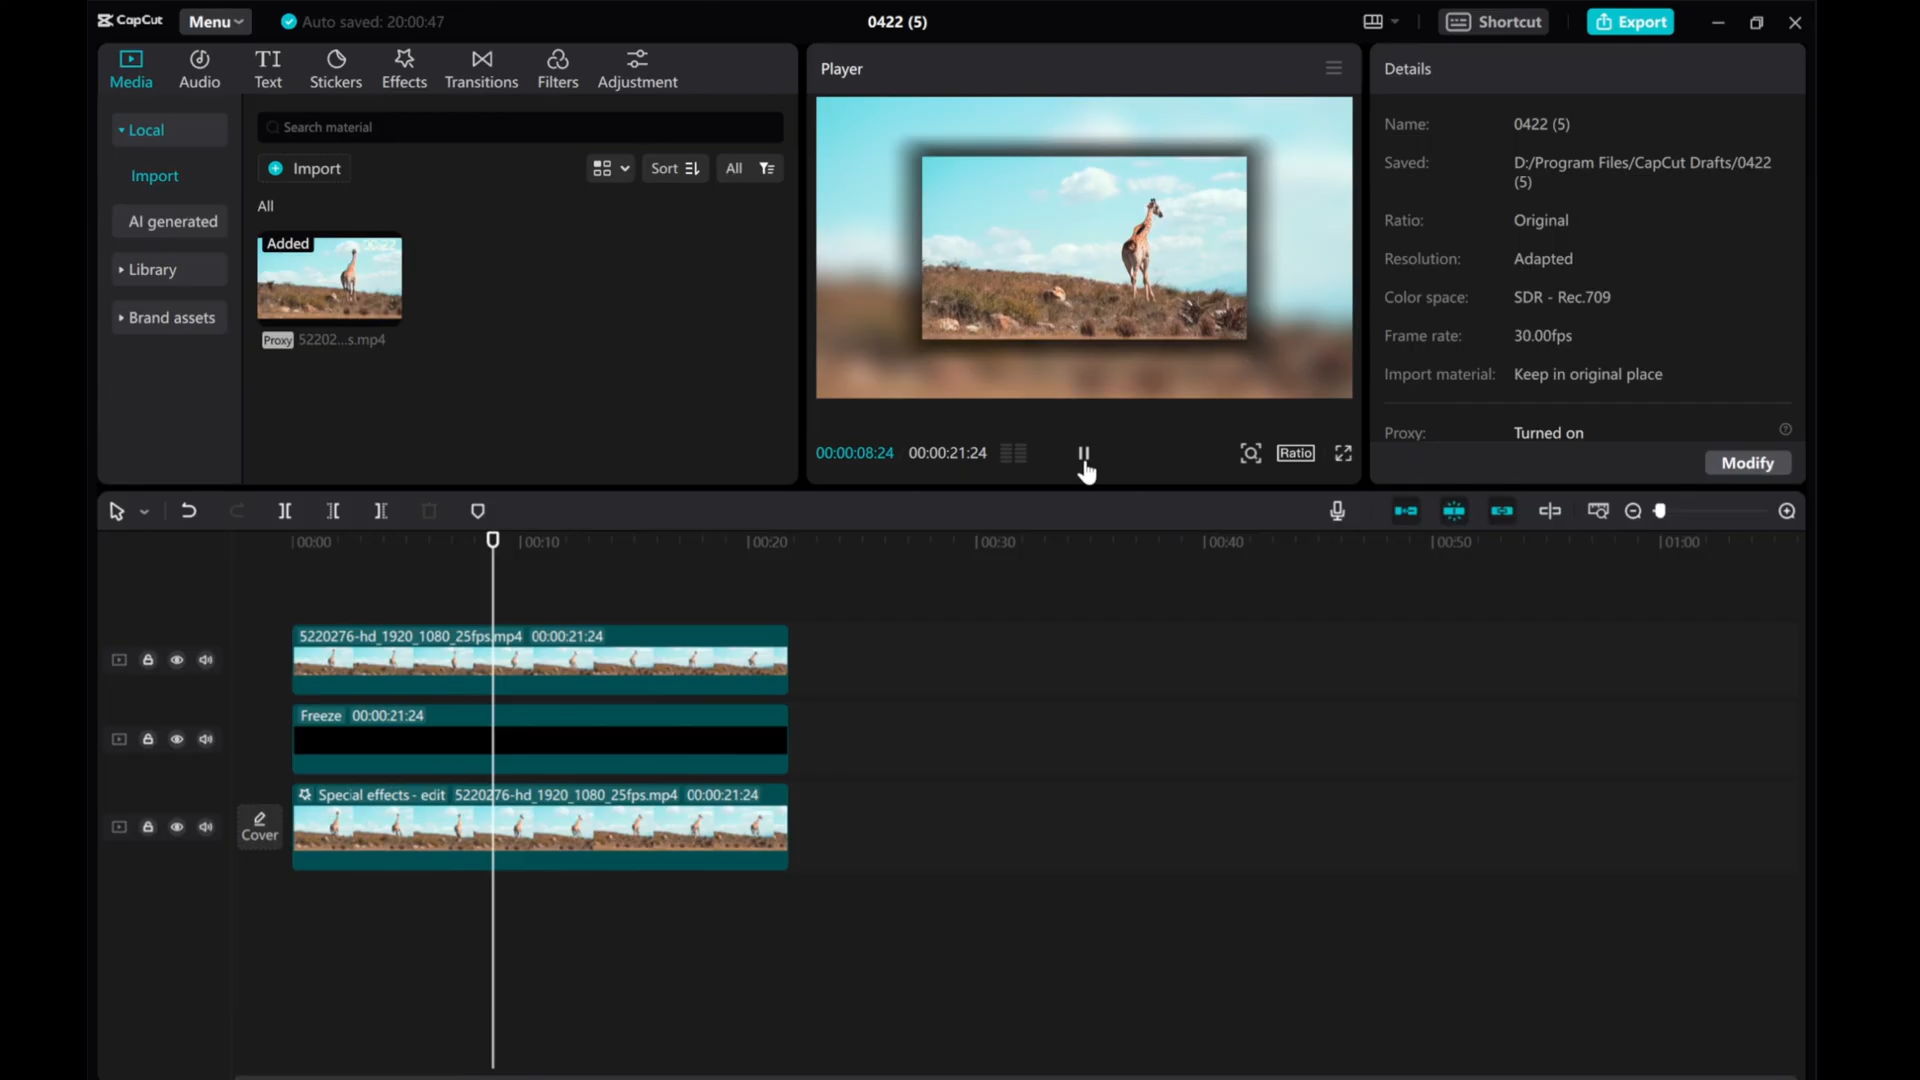 CapCut
Menu
Auto saved: 20:00:47
0422 (5)
Shortcut
Export
Media
Audio
TI
Text
Stickers
Effects
Transitions
Filters
Adjustment
Player
Details
Local
Import
AI generated
Library
Brand assets
Search material
Import
Sort
All
All
Added
00:22
Proxy 52202...s.mp4
00:00:08:24
00:00:21:24
Ratio
Name: 0422 (5)
Saved: D:/Program Files/CapCut Drafts/0422
(5)
Ratio: Original
Resolution: Adapted
Color space: SDR - Rec.709
Frame rate: 30.00fps
Import material: Keep in original place
Proxy: Turned on
Modify
00:00
00:10
00:20
00:30
00:40
00:50
01:00
5220276-hd_1920_1080_25fps.mp4 00:00:21:24
Freeze 00:00:21:24
Cover
Special effects - edit 5220276-hd_1920_1080_25fps.mp4 00:00:21:24